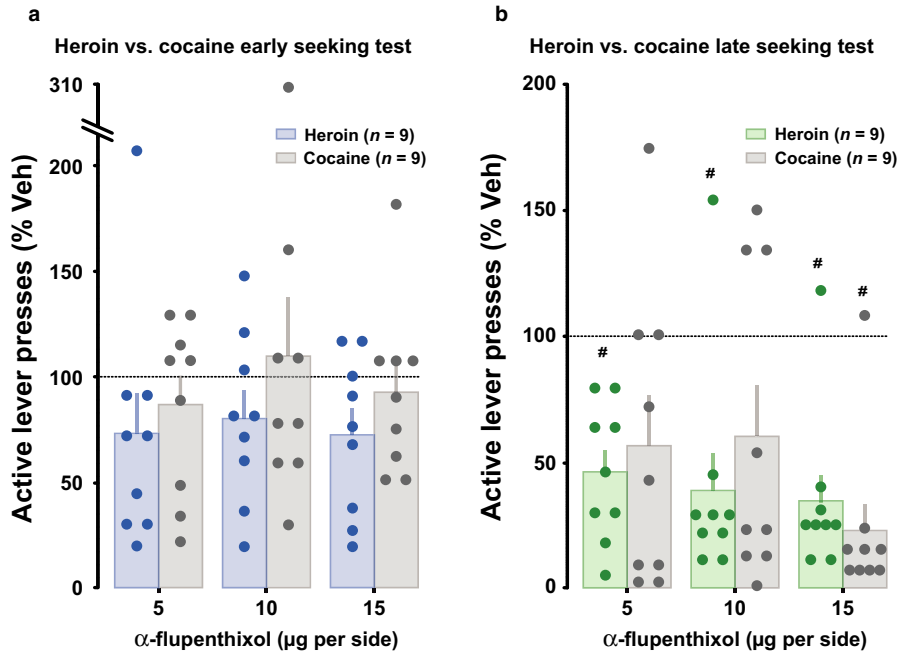 a
Heroin vs. cocaine early seeking test
Active lever presses (% Veh)
310
200
150
100
50
0
Heroin (n = 9)
Cocaine (n = 9)
5 10 15
α-flupenthixol (µg per side)
b
Heroin vs. cocaine late seeking test
Active lever presses (% Veh)
200
150
100
50
0
Heroin (n = 9)
Cocaine (n = 9)
#
#
#
#
5 10 15
α-flupenthixol (µg per side)